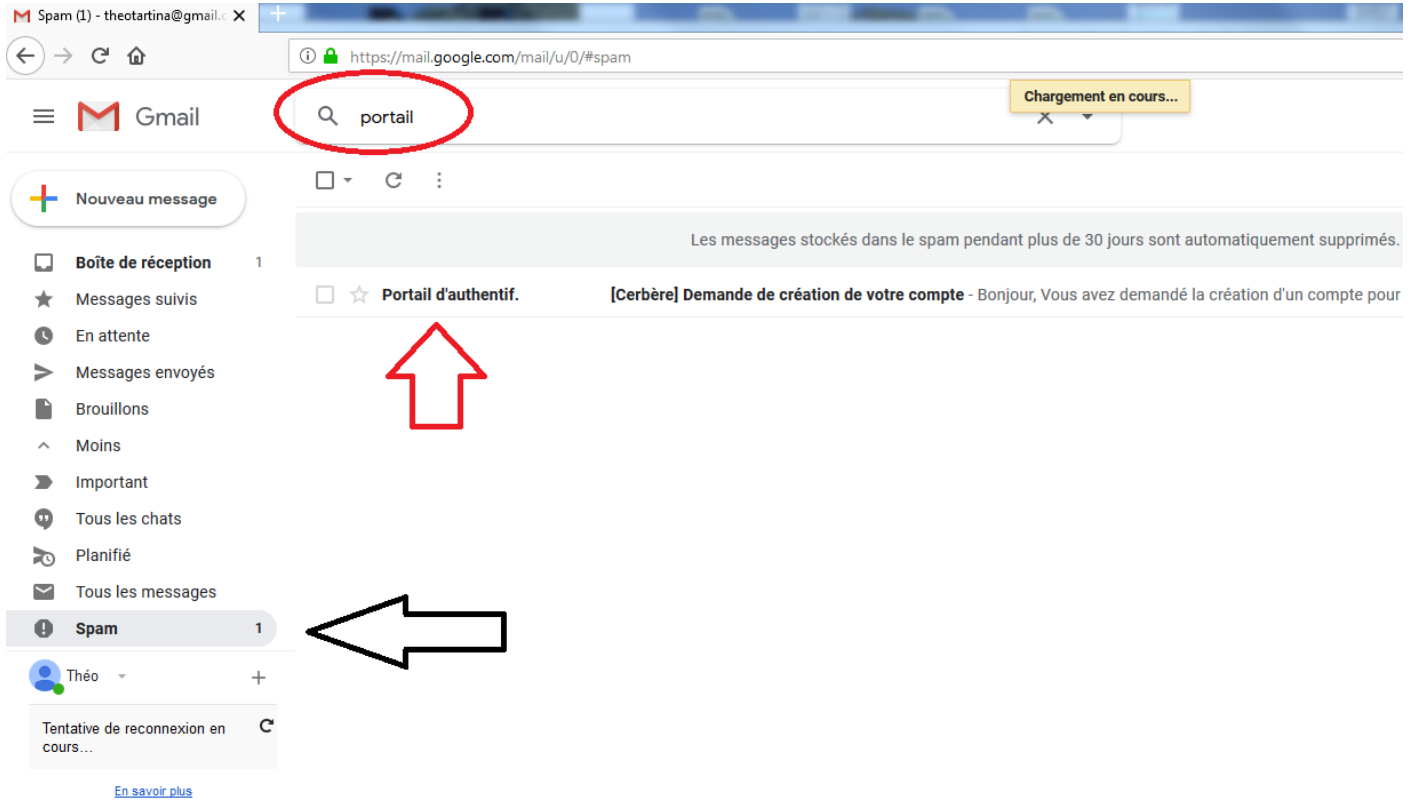 Spam (1) - theotartina@gmail.c
https://mail.google.com/mail/u/0/#spam
Gmail
portail
Chargement en cours...
Nouveau message
Les messages stockés dans le spam pendant plus de 30 jours sont automatiquement supprimés.
Boîte de réception 1
Portail d'authentif. [Cerbère] Demande de création de votre compte - Bonjour, Vous avez demandé la création d'un compte pour
Messages suivis
En attente
Messages envoyés
Brouillons
Moins
Important
Tous les chats
Planifié
Tous les messages
Spam 1
Théo
Tentative de reconnexion en
cours...
En savoir plus